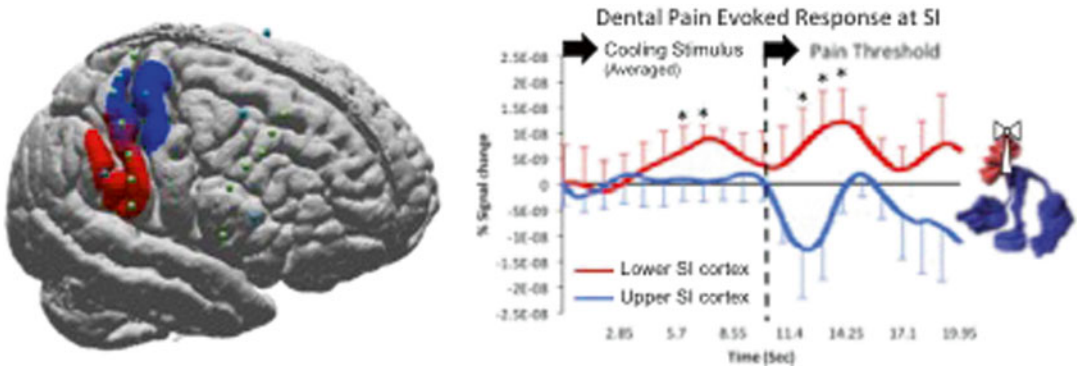 Dental Pain Evoked Response at SI
Cooling Stimulus
(Averaged)
Pain Threshold
% Signal change
2.5E-08
2E-08
1.5E-08
1E-08
5E-09
0
-5E-09
-1E-08
-1.5E-08
-2E-08
-2.5E-08
* *
* * *
Lower SI cortex
Upper SI cortex
2.85 5.7 8.55 11.4 14.25 17.1 19.95
Time (Sec)